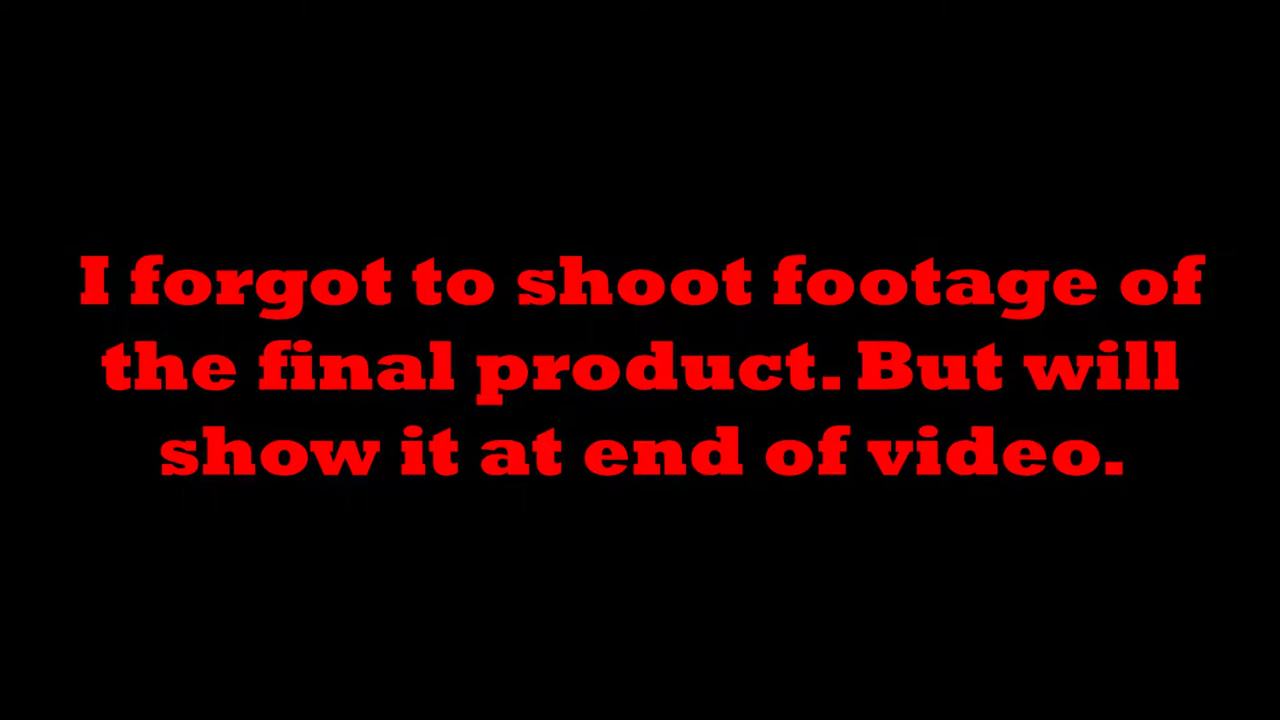 I forgot to shoot footage of
the final product. But will
show it at end of video.